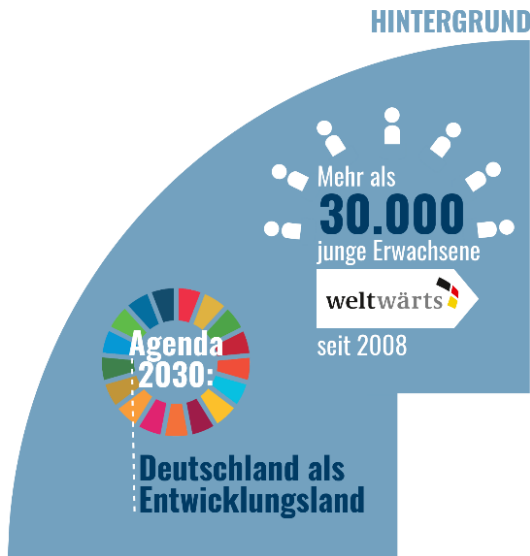 HINTERGRUND
Mehr als
30.000
junge Erwachsene
weltwärts
seit 2008
Agenda
2030:
Deutschland als
Entwicklungsland